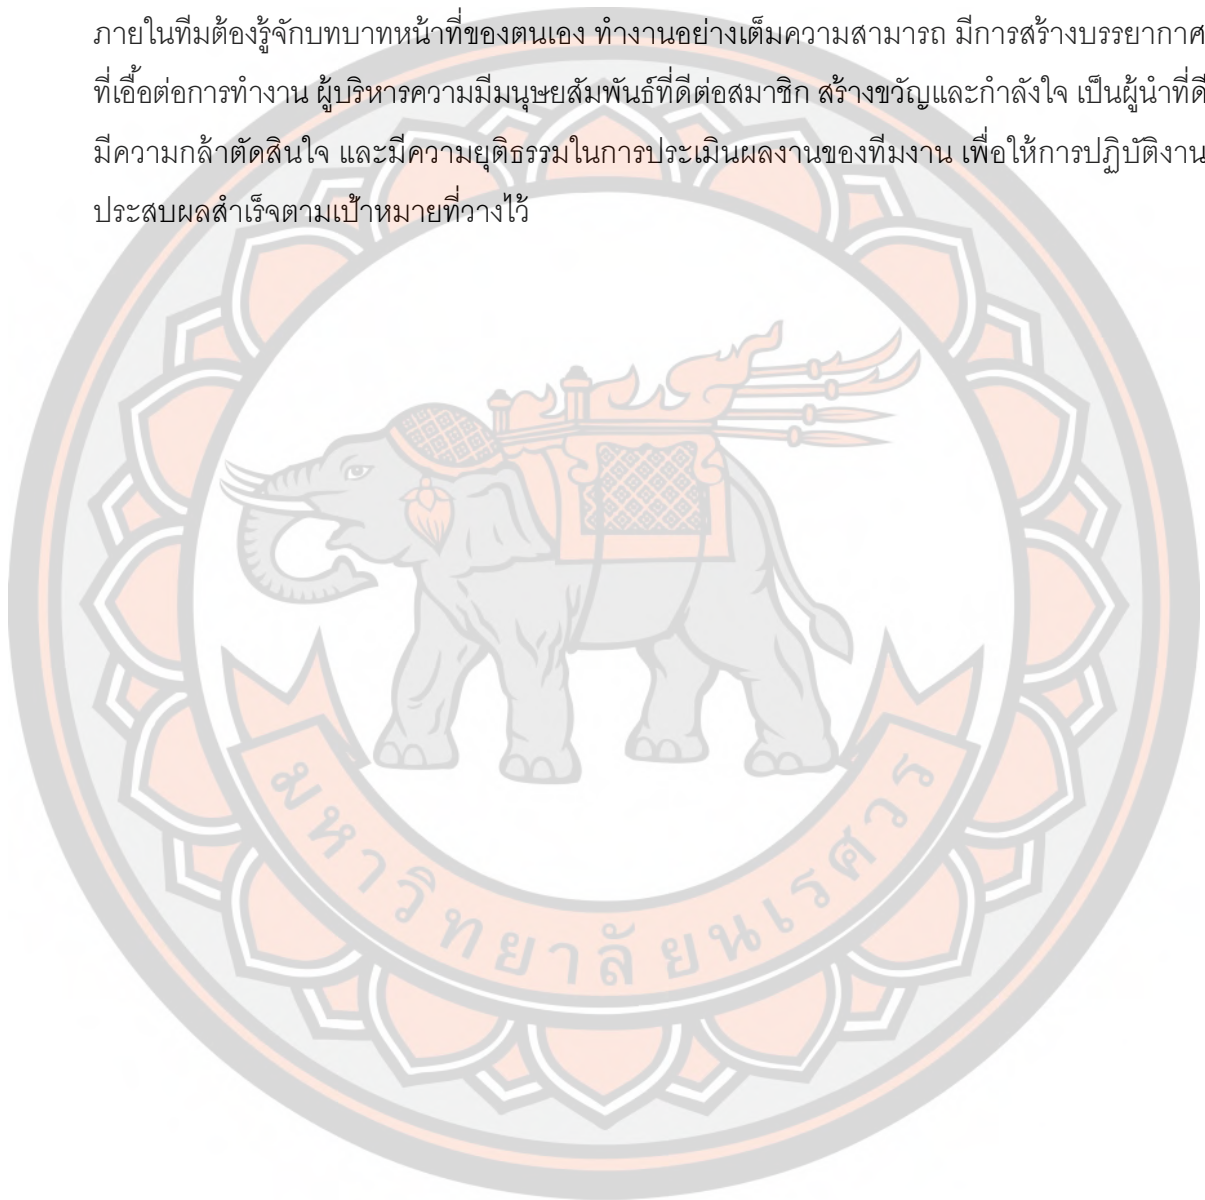 ภายในทีมต้องรู้จักบทบาทหน้าที่ของตนเอง ทำงานอย่างเต็มความสามารถ มีการสร้างบรรยากาศ
ที่เอื้อต่อการทำงาน ผู้บริหารความมีมนุษยสัมพันธ์ที่ดีต่อสมาชิก สร้างขวัญและกำลังใจ เป็นผู้นำที่ดี
มีความกล้าตัดสินใจ และมีความยุติธรรมในการประเมินผลงานของทีมงาน เพื่อให้การปฏิบัติงาน
ประสบผลสำเร็จตามเป้าหมายที่วางไว้
มหาวิทยาลัยนเรศวร